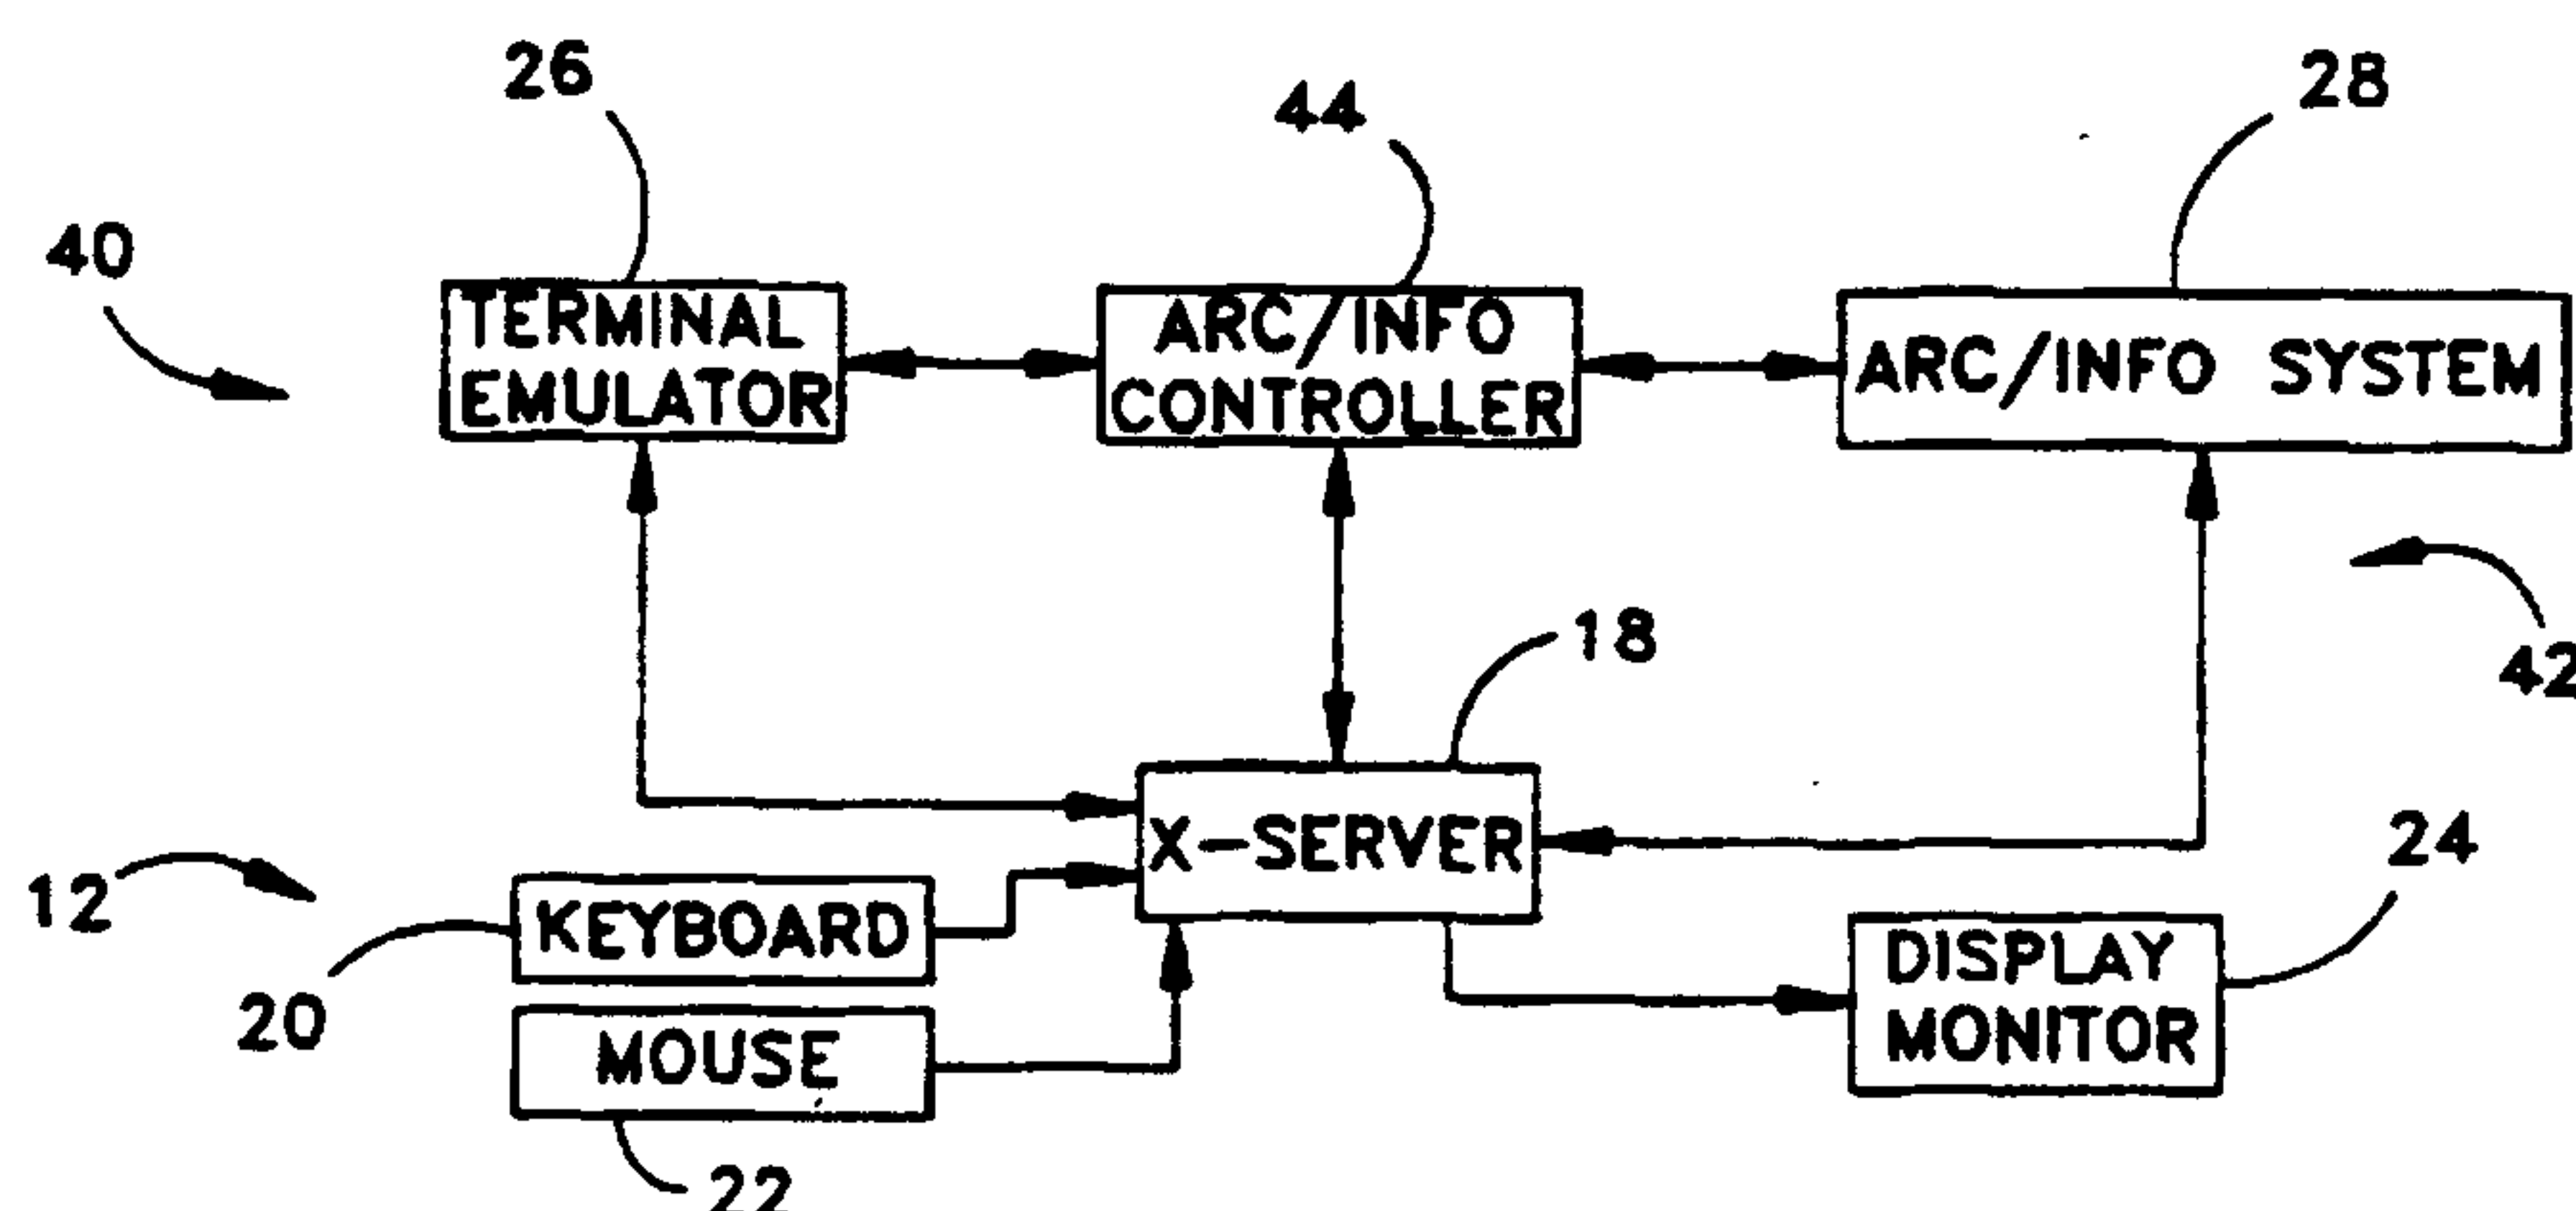 26
44
28
40
TERMINAL
EMULATOR
ARC/INFO
CONTROLLER
ARC/INFO SYSTEM
18
42
X-SERVER
24
12
KEYBOARD
20
DISPLAY
MONITOR
MOUSE
22